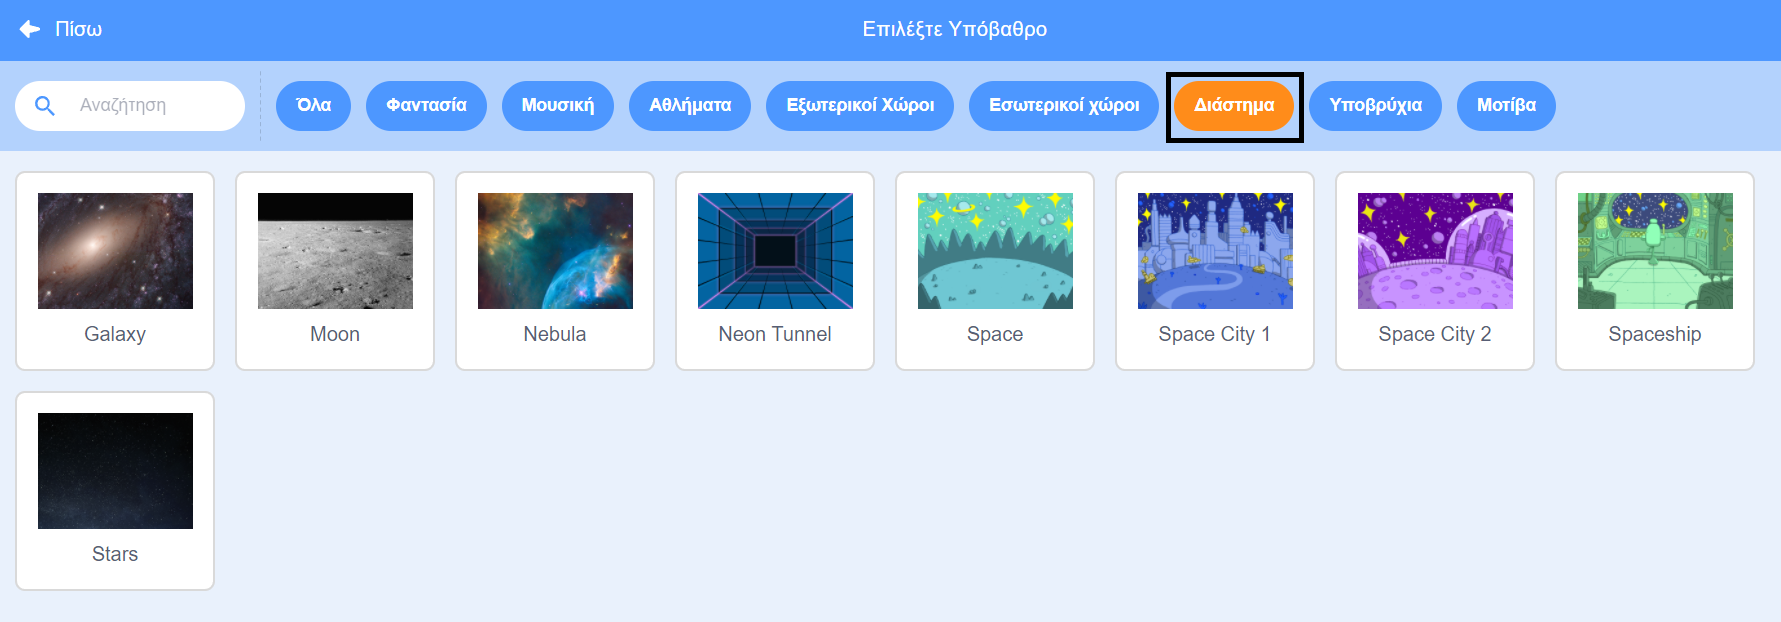 Πίσω
Επιλέξτε Υπόβαθρο
Αναζήτηση
Όλα
Φαντασία
Μουσική
Αθλήματα
Εξωτερικοί Χώροι
Εσωτερικοί χώροι
Διάστημα
Υποβρύχια
Μοτίβα
Galaxy
Moon
Nebula
Neon Tunnel
Space
Space City 1
Space City 2
Spaceship
Stars